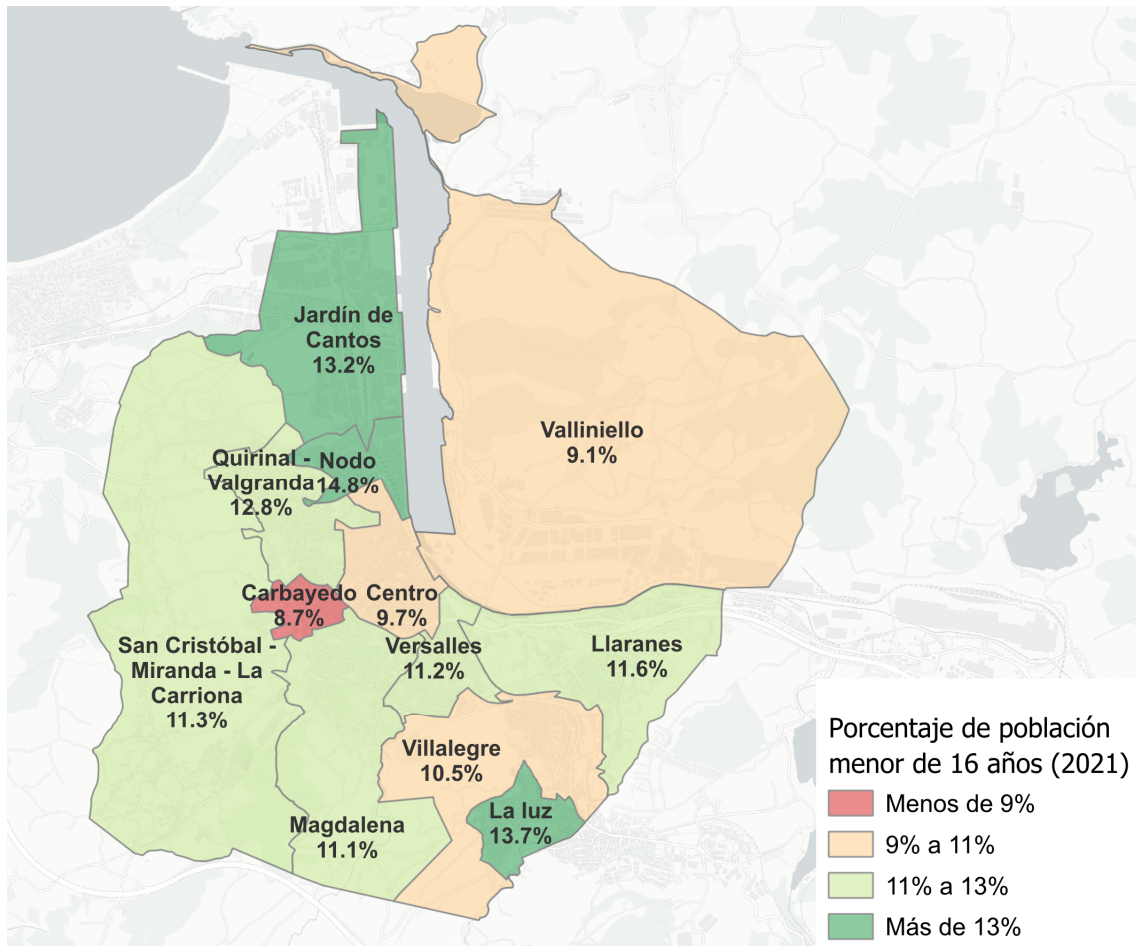 Jardín de
Cantos
13.2%
Valliniello
9.1%
Quirinal -
Valgranda
12.8%
Nodo
14.8%
Carbayedo
8.7%
Centro
9.7%
San Cristóbal -
Miranda - La
Carriona
11.3%
Versalles
11.2%
Llaranes
11.6%
Villalegre
10.5%
La luz
13.7%
Magdalena
11.1%
Porcentaje de población
menor de 16 años (2021)
Menos de 9%
9% a 11%
11% a 13%
Más de 13%